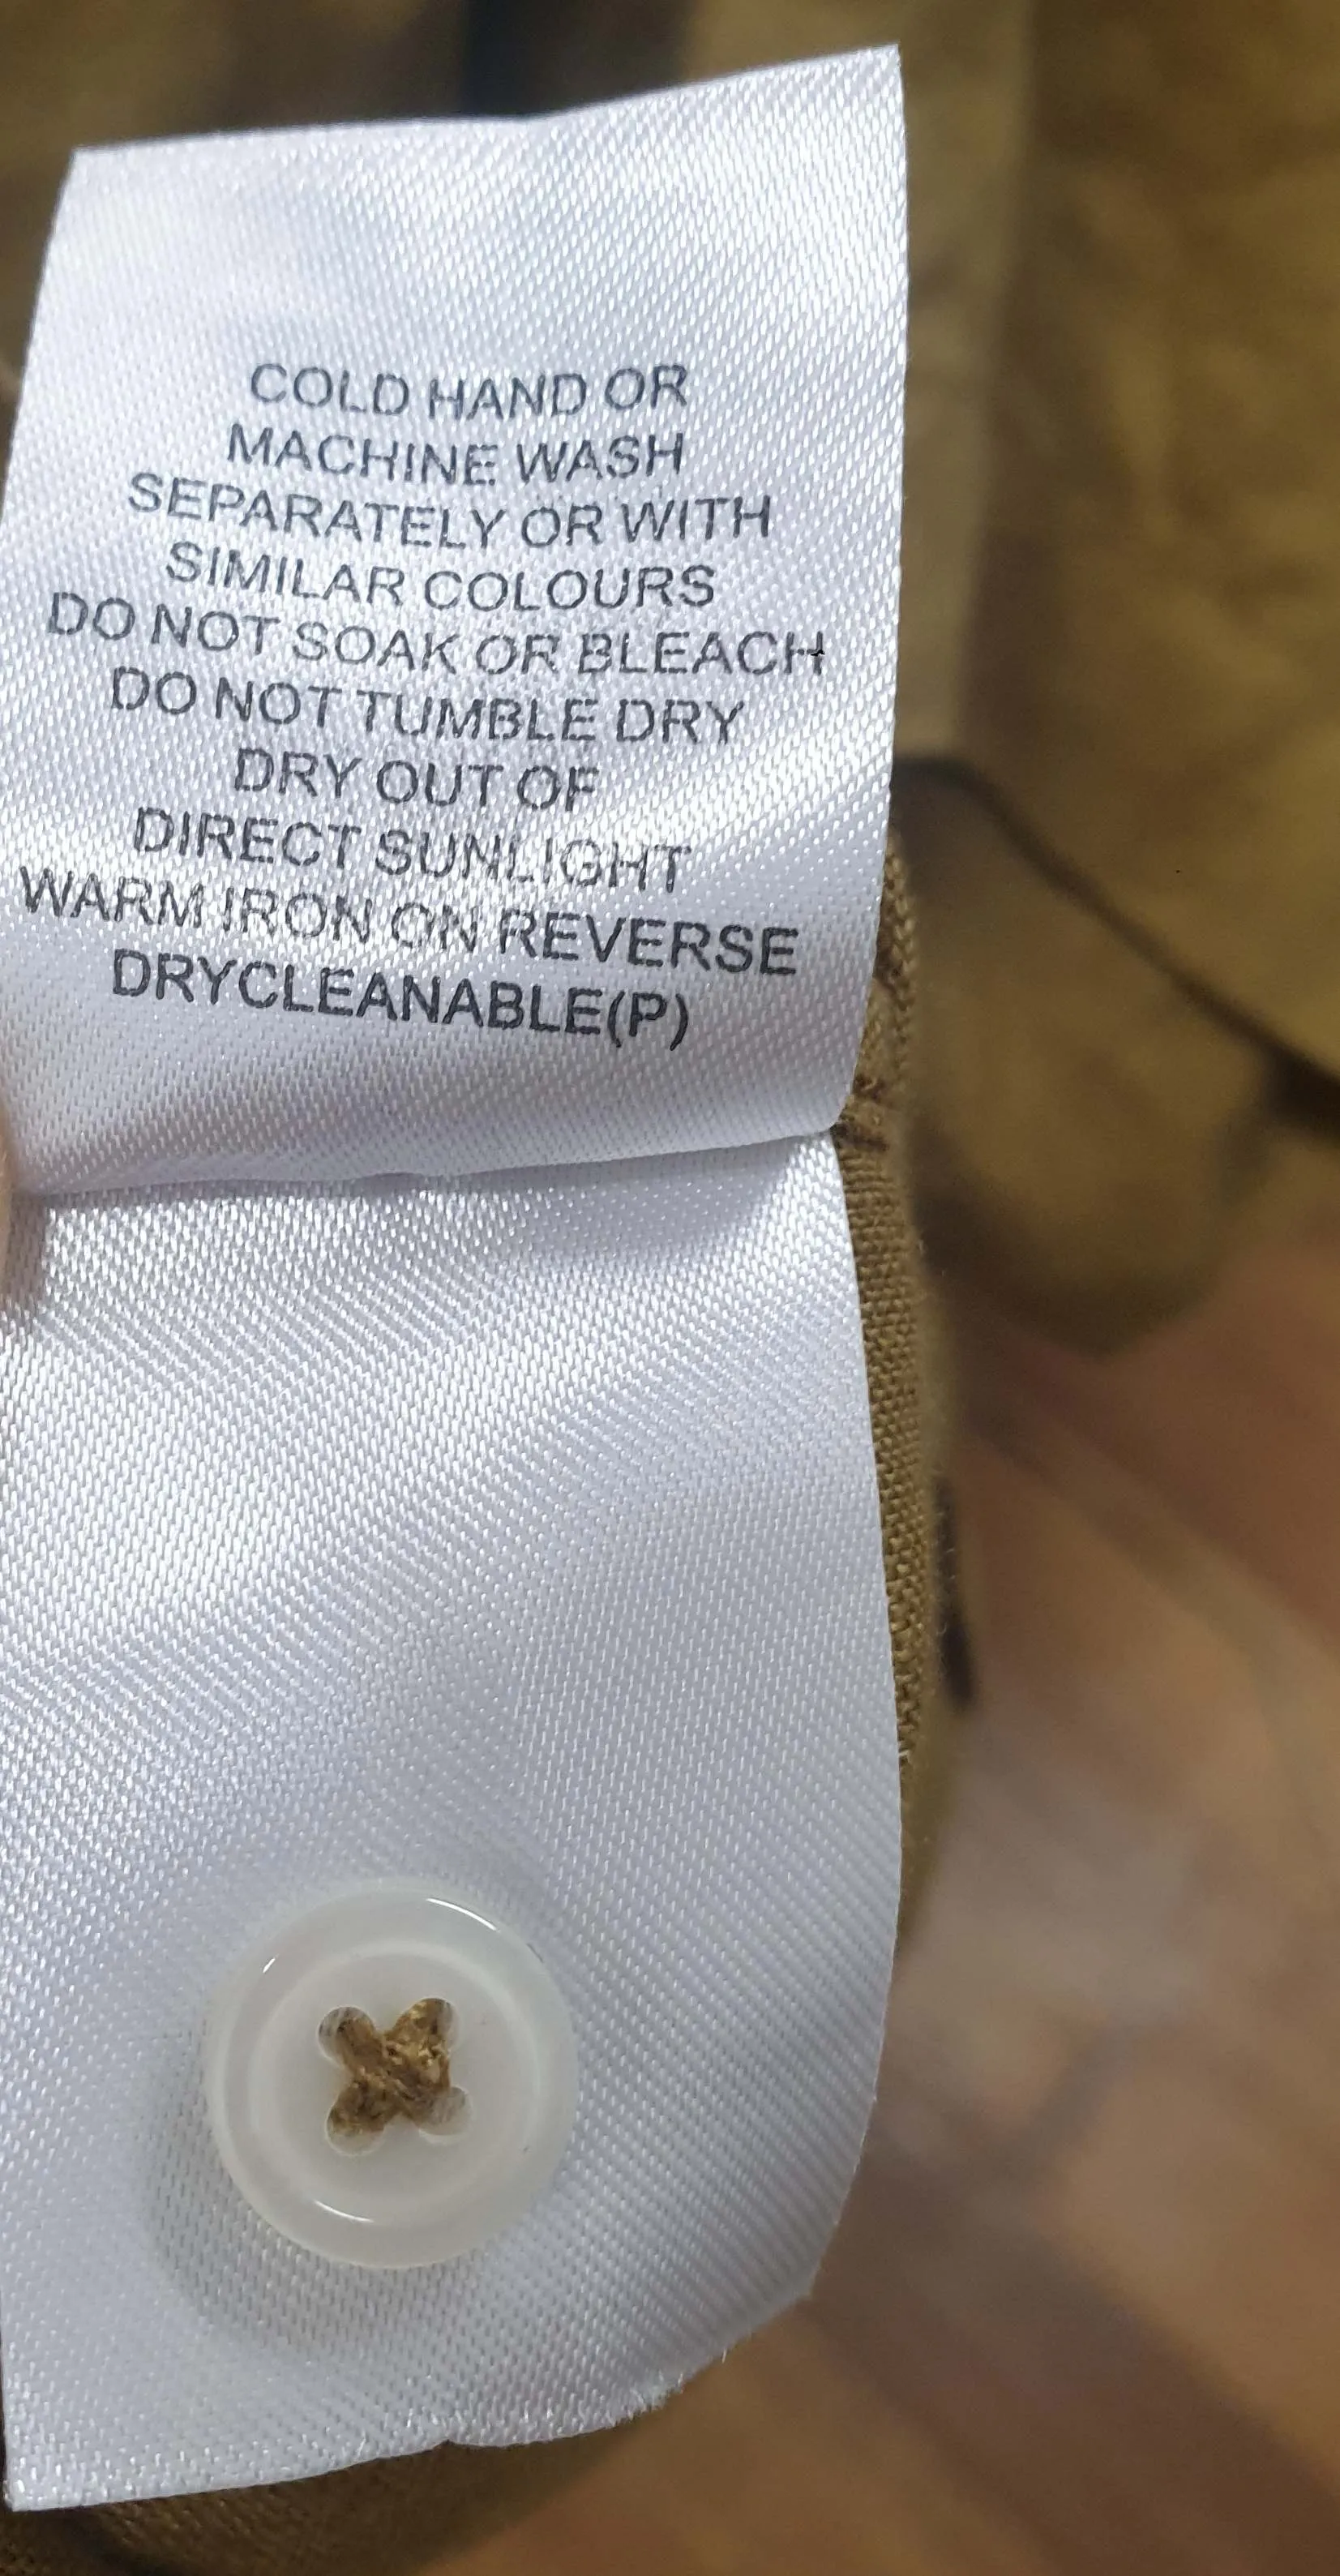 COLD HAND OR
MACHINE WASH
SEPARATELY OR WITH
SIMILAR COLOURS
DO NOT SOAK OR BLEACH
DO NOT TUMBLE DRY
DRY OUT OF
DIRECT SUNLIGHT
WARM IRON ON REVERSE
DRYCLEANABLE(P)